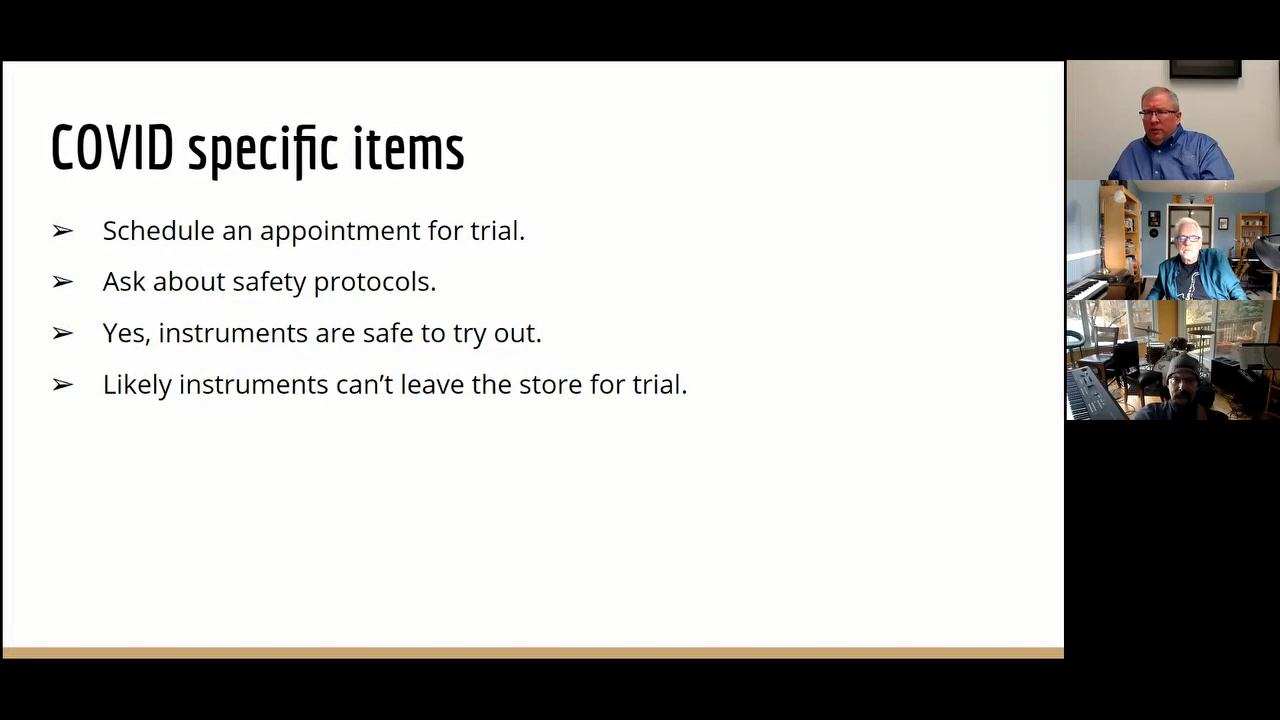 COVID specific items
➢ Schedule an appointment for trial.
➢ Ask about safety protocols.
➢ Yes, instruments are safe to try out.
➢ Likely instruments can’t leave the store for trial.